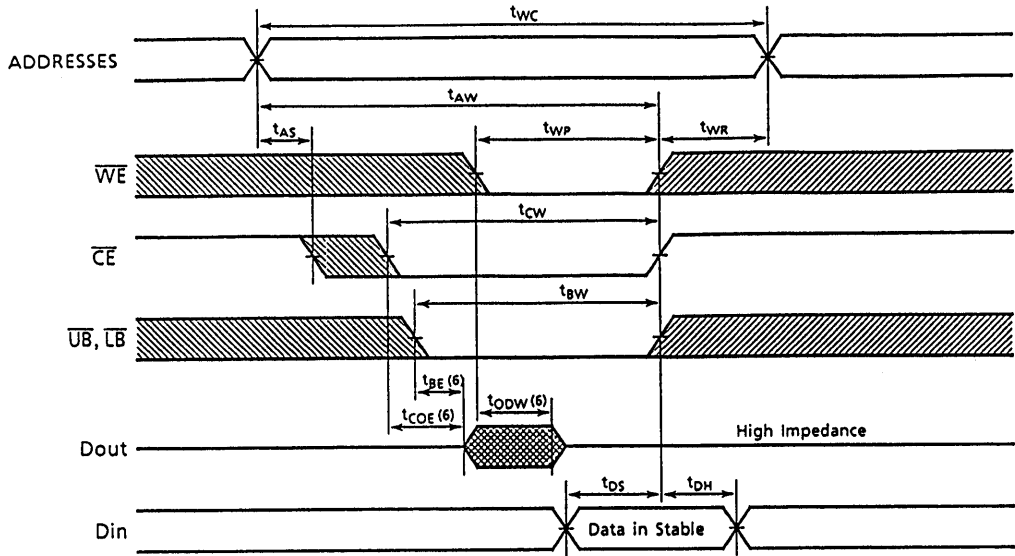 tWC
ADDRESSES
tAW
tAS
tWP
tWR
WE
tCW
CE
tBW
UB, LB
tBE (6)
tCOE (6)
tODW (6)
Dout
High Impedance
tDS
tDH
Din
Data in Stable